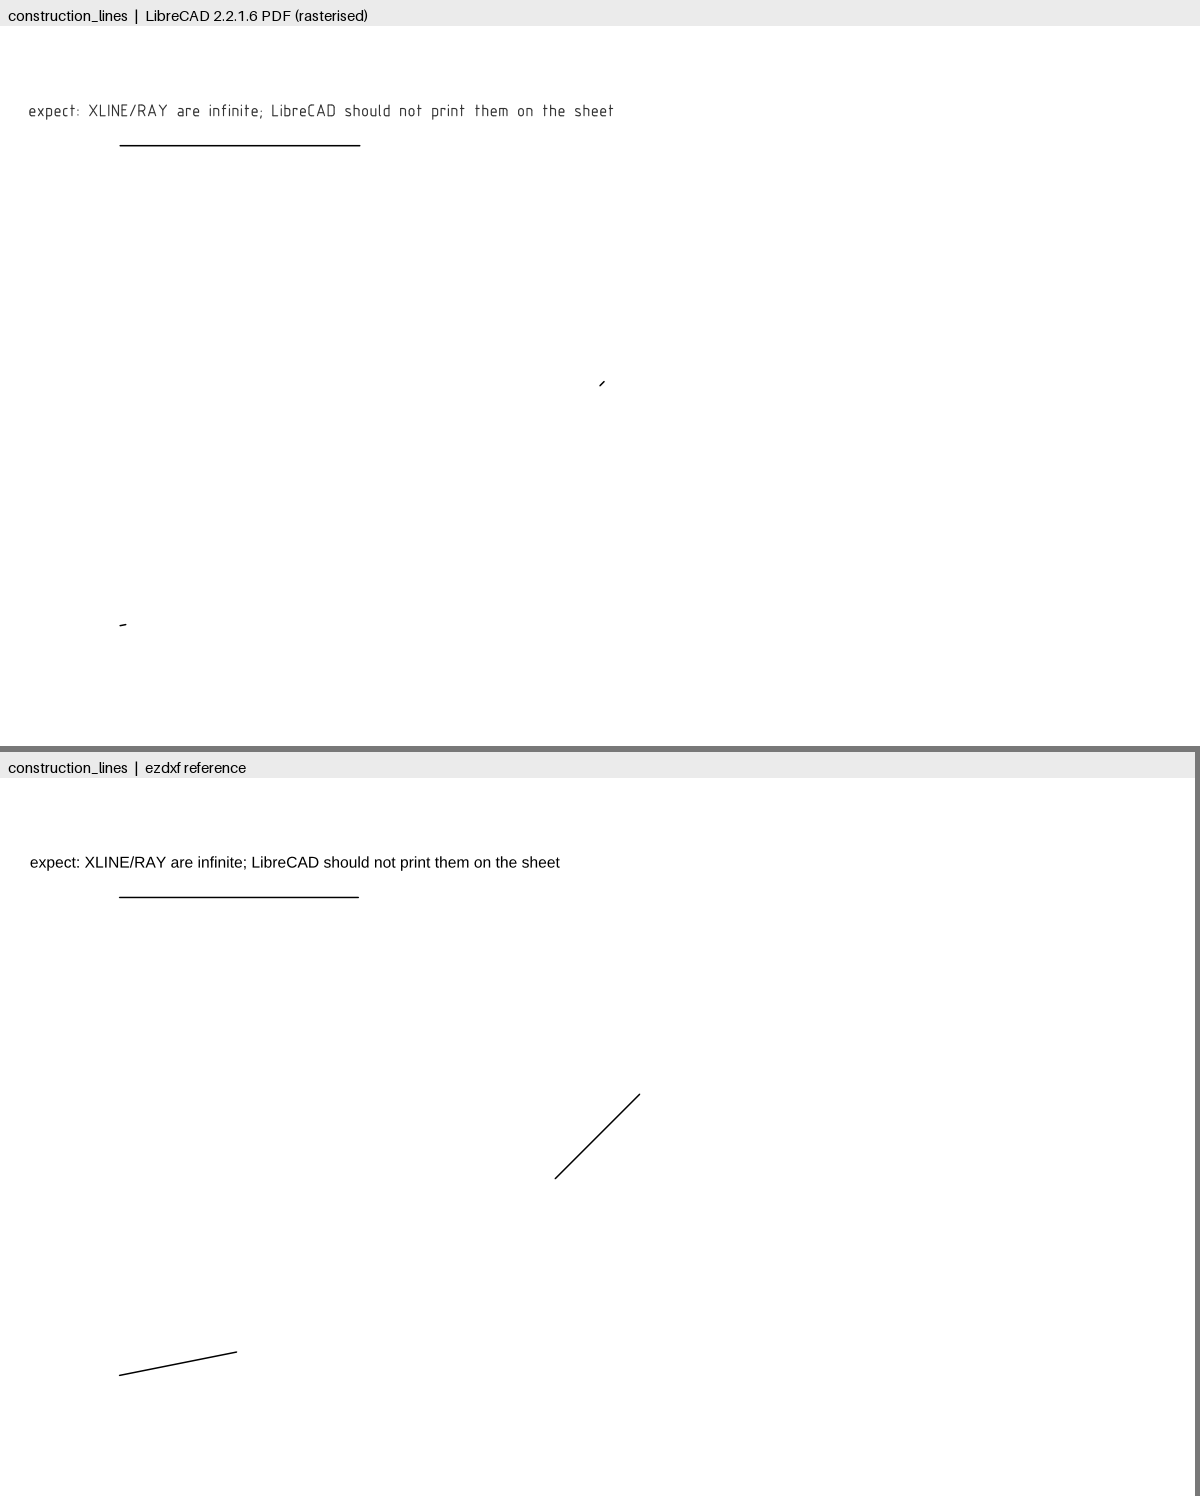 construction_lines | LibreCAD 2.2.1.6 PDF (rasterised)
expect: XLINE/RAY are infinite; LibreCAD should not print them on the sheet
construction_lines | ezdxf reference
expect: XLINE/RAY are infinite; LibreCAD should not print them on the sheet